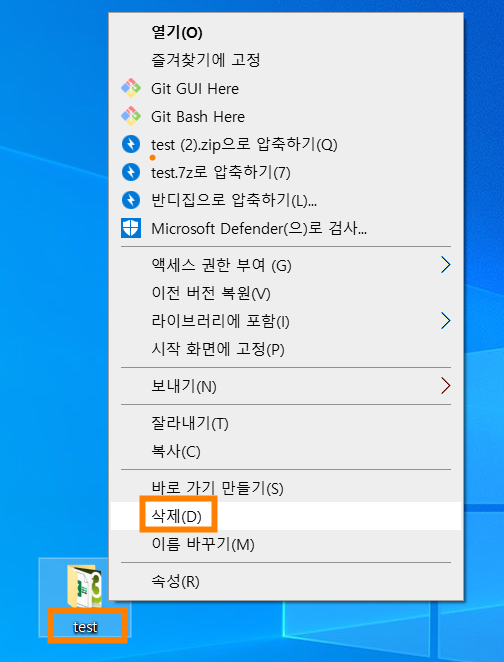 열기(O)
즐겨찾기에 고정
Git GUI Here
Git Bash Here
test (2).zip으로 압축하기(Q)
test.7z로 압축하기(7)
반디집으로 압축하기(L)...
Microsoft Defender(으)로 검사...
액세스 권한 부여 (G)
이전 버전 복원(V)
라이브러리에 포함(I)
시작 화면에 고정(P)
보내기(N)
잘라내기(T)
복사(C)
바로 가기 만들기(S)
삭제(D)
이름 바꾸기(M)
속성(R)
test